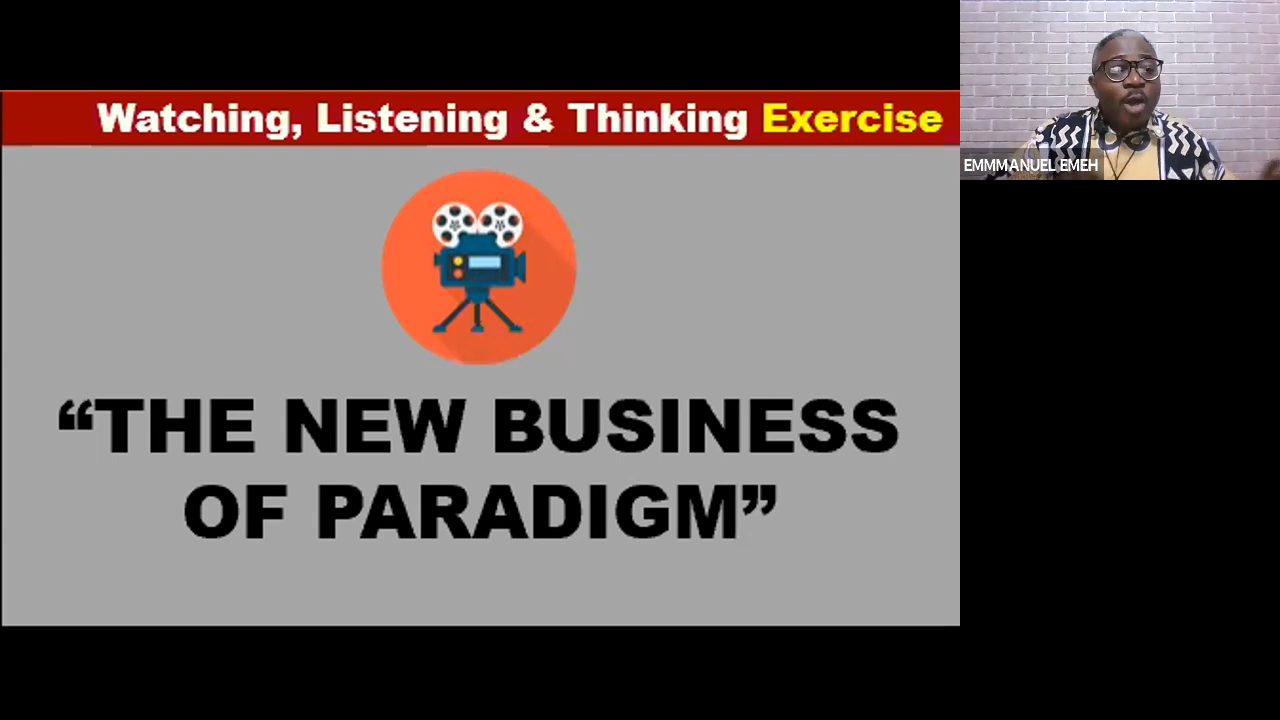 Watching, Listening & Thinking Exercise
“THE NEW BUSINESS
OF PARADIGM”
EMMMANUEL EMEH